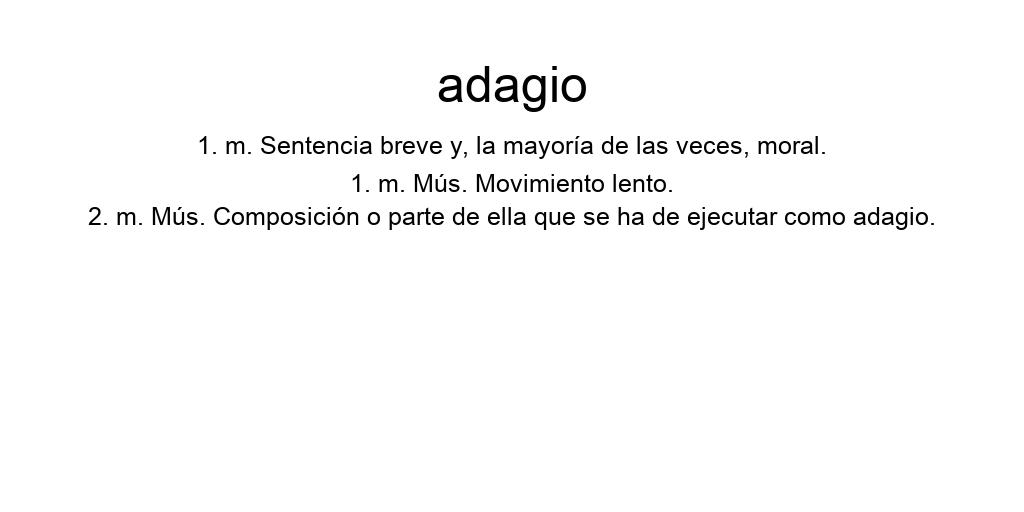 adagio
1. m. Sentencia breve y, la mayoría de las veces, moral.
1. m. Mús. Movimiento lento.
2. m. Mús. Composición o parte de ella que se ha de ejecutar como adagio.